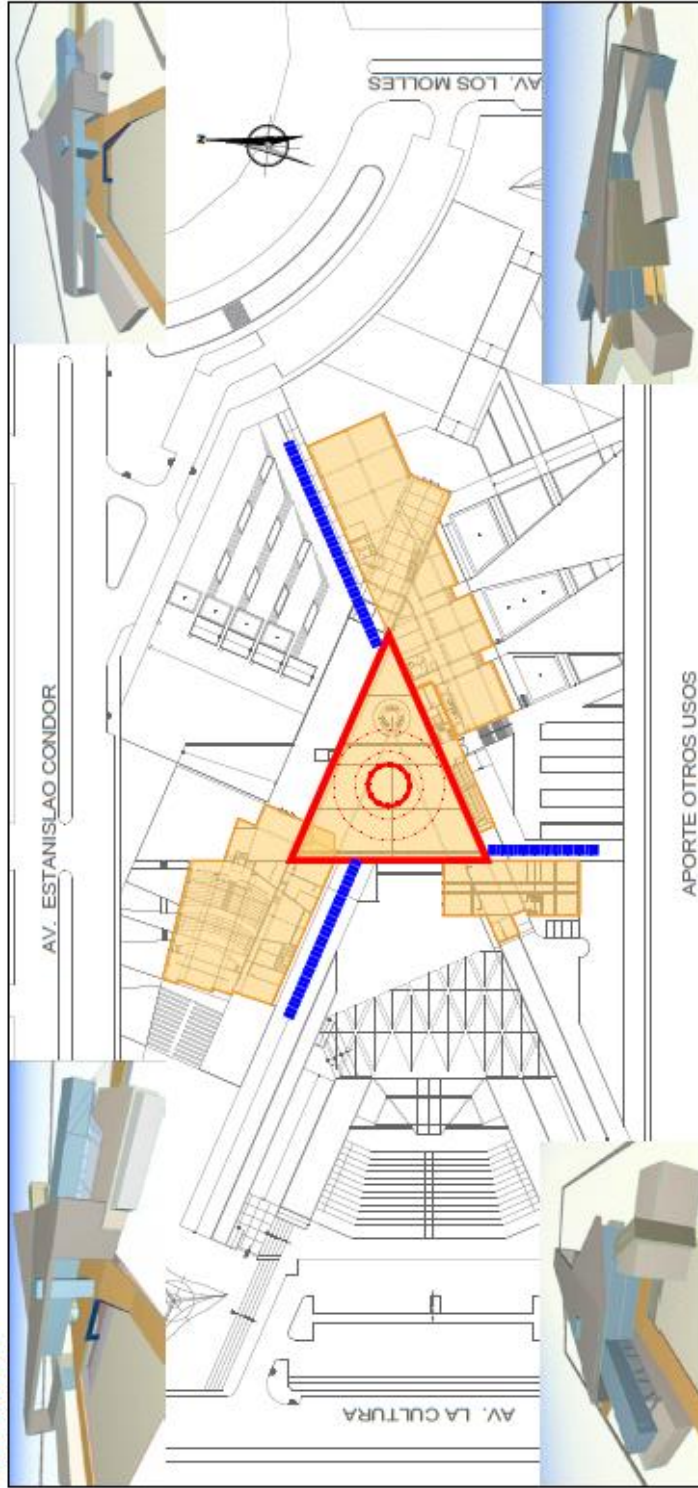 AV. LOS MOLLES
AV. ESTANISLAO CONDOR
APORTE OTROS USOS
AV. LA CULTURA